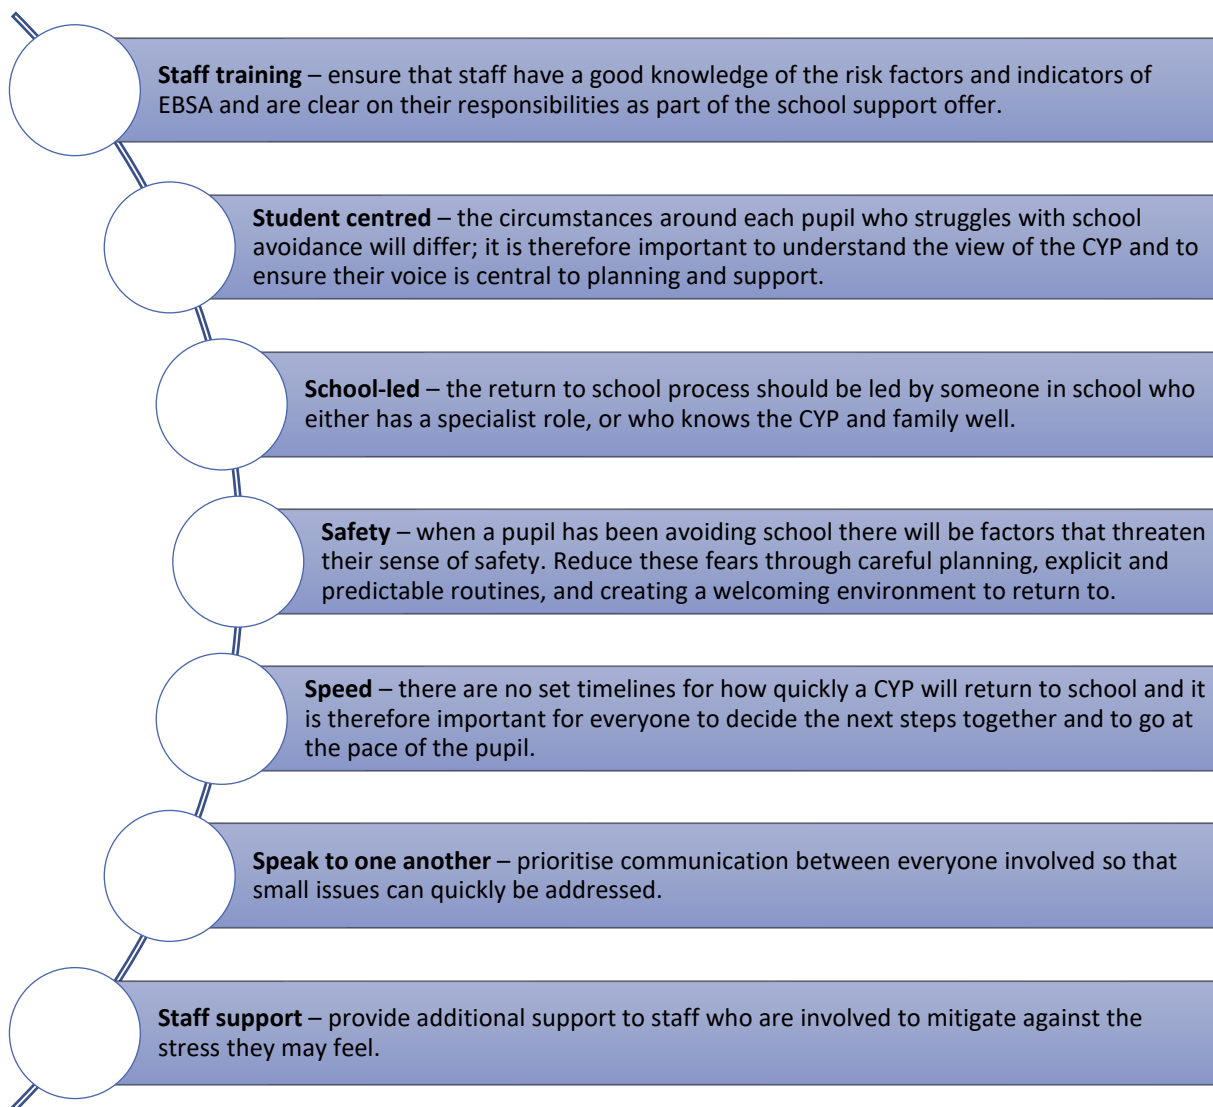 Staff training – ensure that staff have a good knowledge of the risk factors and indicators of
EBSA and are clear on their responsibilities as part of the school support offer.
Student centred – the circumstances around each pupil who struggles with school
avoidance will differ; it is therefore important to understand the view of the CYP and to
ensure their voice is central to planning and support.
School-led – the return to school process should be led by someone in school who
either has a specialist role, or who knows the CYP and family well.
Safety – when a pupil has been avoiding school there will be factors that threaten
their sense of safety. Reduce these fears through careful planning, explicit and
predictable routines, and creating a welcoming environment to return to.
Speed – there are no set timelines for how quickly a CYP will return to school and it
is therefore important for everyone to decide the next steps together and to go at
the pace of the pupil.
Speak to one another – prioritise communication between everyone involved so that
small issues can quickly be addressed.
Staff support – provide additional support to staff who are involved to mitigate against the
stress they may feel.